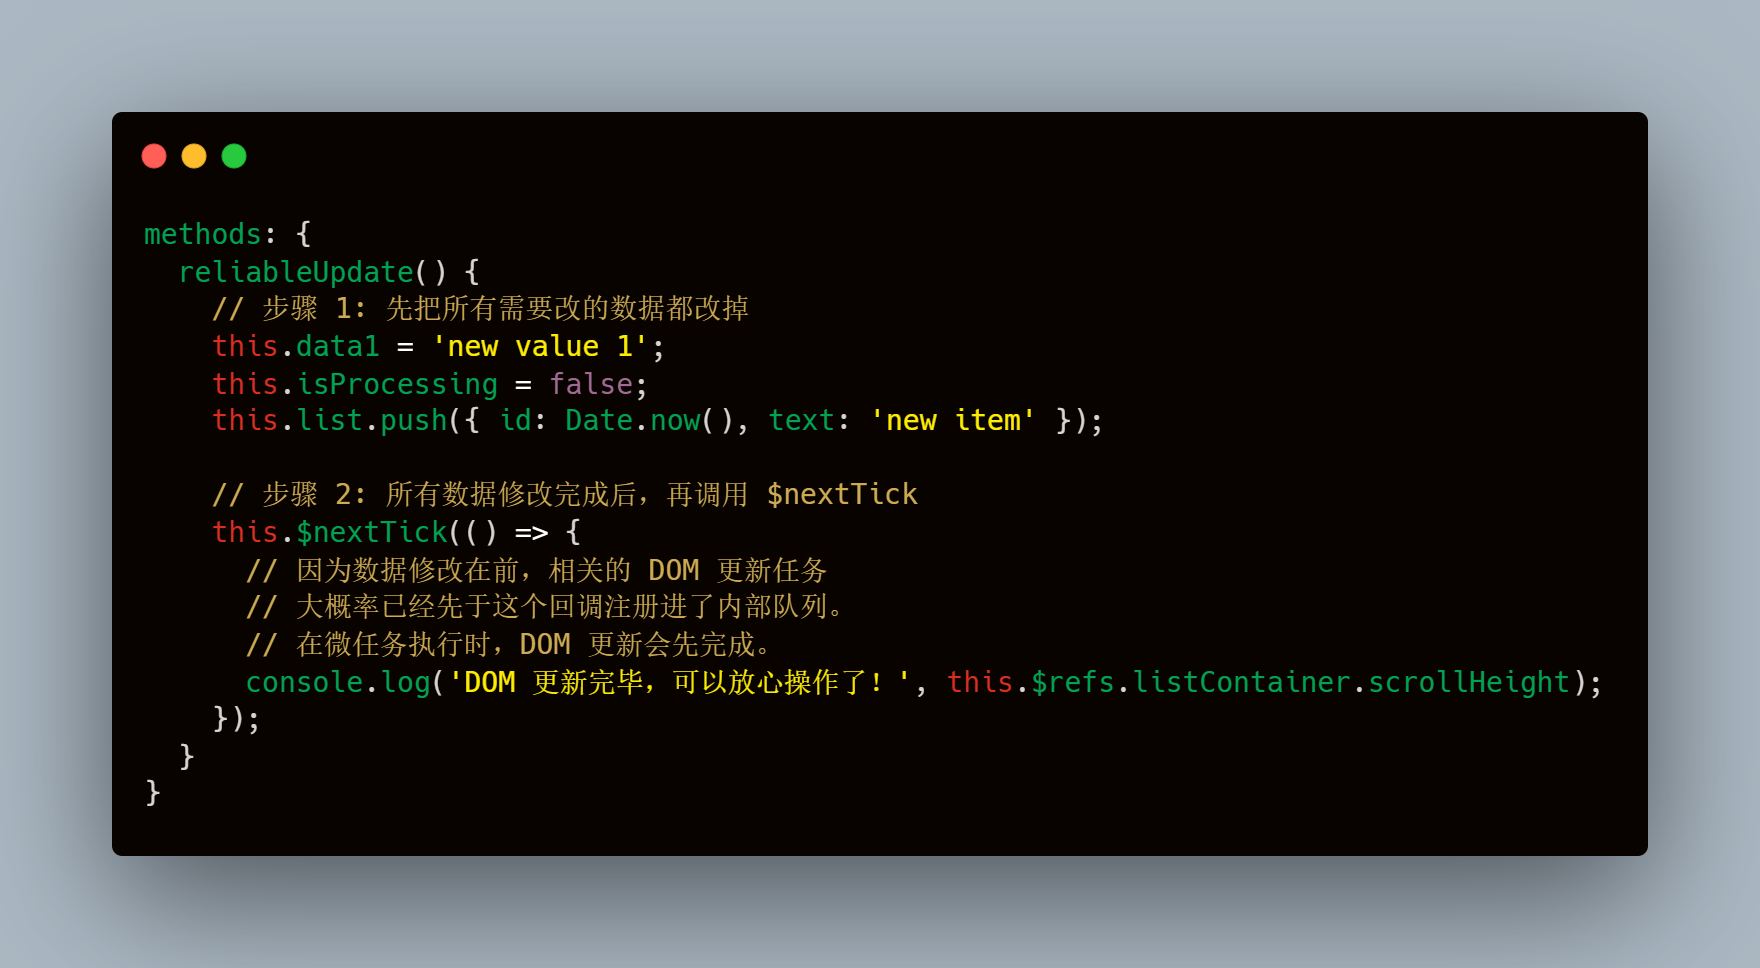 methods: {
  reliableUpdate() {
    // 步骤 1: 先把所有需要改的数据都改掉
    this.data1 = 'new value 1';
    this.isProcessing = false;
    this.list.push({ id: Date.now(), text: 'new item' });

    // 步骤 2: 所有数据修改完成后，再调用 $nextTick
    this.$nextTick(() => {
      // 因为数据修改在前，相关的 DOM 更新任务
      // 大概率已经先于这个回调注册进了内部队列。
      // 在微任务执行时，DOM 更新会先完成。
      console.log('DOM 更新完毕，可以放心操作了！', this.$refs.listContainer.scrollHeight);
    });
  }
}